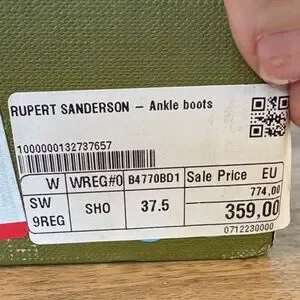 RUPERT SANDERSON – Ankle boots
1000000132737657
W WREG#0 B4770BD1 Sale Price EU
774,00
SW 9REG SHO 37.5 359,00
0712230000